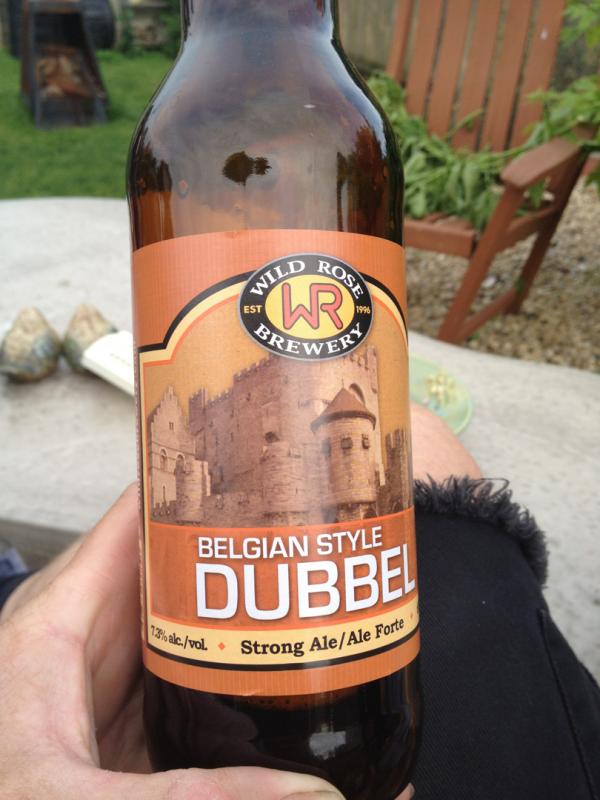 WILD ROSE
EST WR 1996
BREWERY
BELGIAN STYLE
DUBBEL
7.3% alc./vol. • Strong Ale/Ale Forte •